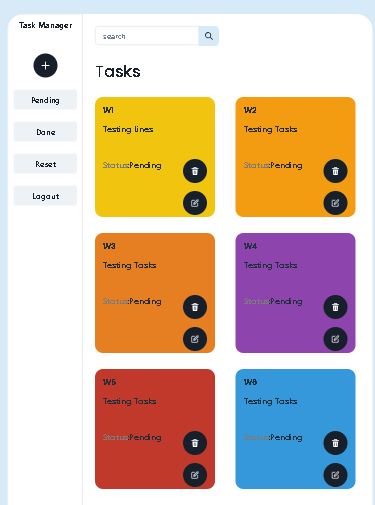 Task Manager
search
Tasks
Pending
Done
Reset
Logout
W1
Testing Lines
Status:Pending
W2
Testing Tasks
Status:Pending
W3
Testing Tasks
Status:Pending
W4
Testing Tasks
Status:Pending
W5
Testing Tasks
Status:Pending
W6
Testing Tasks
Status:Pending